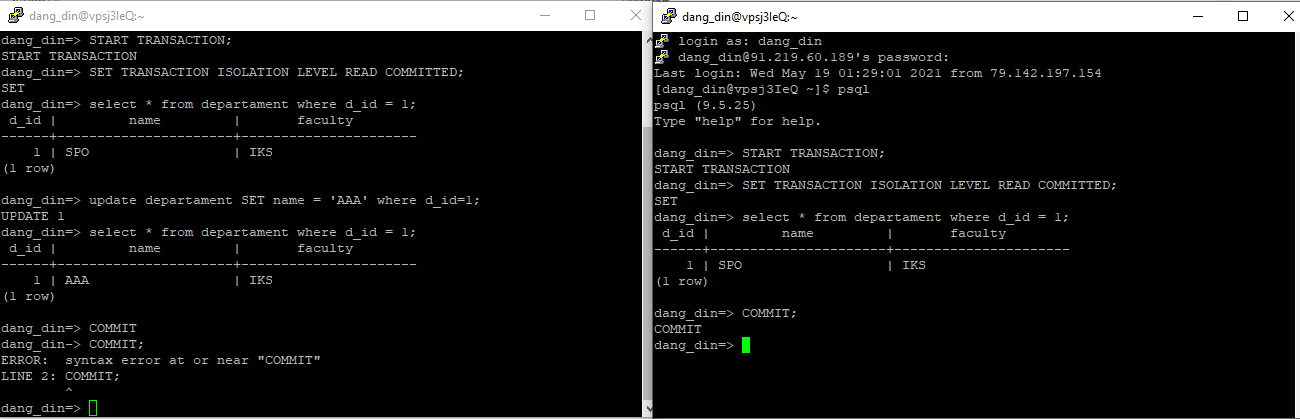 dang_din@vpsj3IeQ:~
dang_din=> START TRANSACTION;
START TRANSACTION
dang_din=> SET TRANSACTION ISOLATION LEVEL READ COMMITTED;
SET
dang_din=> select * from departament where d_id = 1;
 d_id |         name         |       faculty
------+----------------------+----------------------
    1 | SPO                  | IKS
(1 row)
dang_din=> update departament SET name = 'AAA' where d_id=1;
UPDATE 1
dang_din=> select * from departament where d_id = 1;
 d_id |         name         |       faculty
------+----------------------+----------------------
    1 | AAA                  | IKS
(1 row)
dang_din=> COMMIT
dang_din-> COMMIT;
ERROR:  syntax error at or near "COMMIT"
LINE 2: COMMIT;
        ^
dang_din=>
dang_din@vpsj3IeQ:~
login as: dang_din
dang_din@91.219.60.189's password:
Last login: Wed May 19 01:29:01 2021 from 79.142.197.154
[dang_din@vpsj3IeQ ~]$ psql
psql (9.5.25)
Type "help" for help.
dang_din=> START TRANSACTION;
START TRANSACTION
dang_din=> SET TRANSACTION ISOLATION LEVEL READ COMMITTED;
SET
dang_din=> select * from departament where d_id = 1;
 d_id |         name         |       faculty
------+----------------------+----------------------
    1 | SPO                  | IKS
(1 row)
dang_din=> COMMIT;
COMMIT
dang_din=>